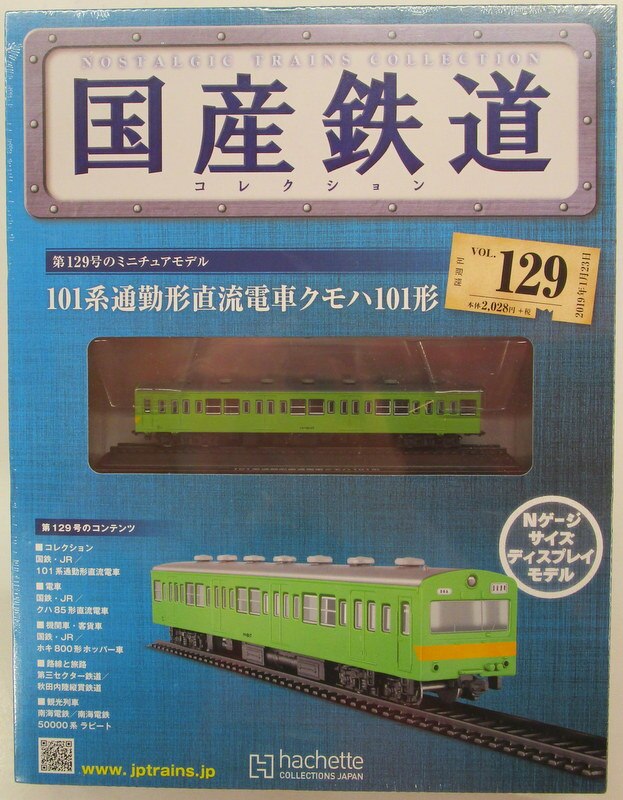 NOSTALGIC TRAINS COLLECTION
国産鉄道
コレクション
第129号のミニチュアモデル
101系通勤形直流電車クモハ101形
VOL. 129
本体2,028円+税
2019年1月23日
Nゲージ
サイズ
ディスプレイ
モデル
第129号のコンテンツ
■コレクション
国鉄・JR/
101系通勤形直流電車
■電車
国鉄・JR/
クハ85形直流電車
■機関車・客貨車
国鉄・JR/
ホキ800形ホッパー車
■路線と旅路
第三セクター鉄道/
秋田内陸縦貫鉄道
■観光列車
南海電鉄/南海電鉄
50000系 ラピート
www.jptrains.jp
hachette
COLLECTIONS JAPAN